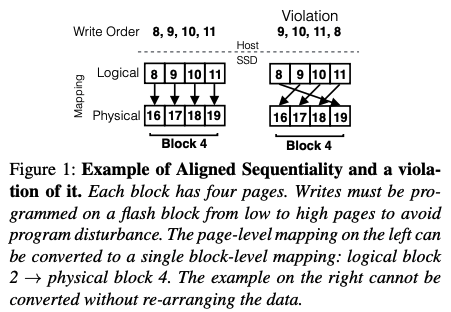 Violation
Write Order 8, 9, 10, 11 9, 10, 11, 8
Host
SSD
Mapping
Logical 8 9 10 11 8 9 10 11
Physical 16 17 18 19 16 17 18 19
Block 4 Block 4
Figure 1: Example of Aligned Sequentiality and a viola-
tion of it. Each block has four pages. Writes must be pro-
grammed on a flash block from low to high pages to avoid
program disturbance. The page-level mapping on the left can
be converted to a single block-level mapping: logical block
2 → physical block 4. The example on the right cannot be
converted without re-arranging the data.